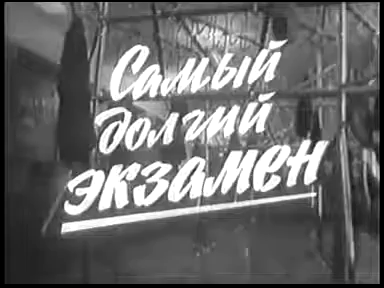 Самый
долгий
экзамен